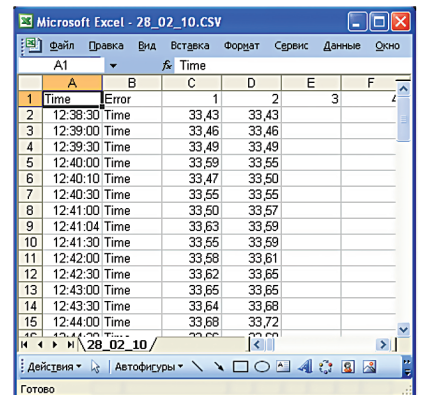 Microsoft Excel - 28_02_10.CSV
Файл Правка Вид Вставка Формат Сервис Данные Окно
A1 fx Time
A B C D E F
1 Time Error 1 2 3 4
2 12:38:30 Time 33,43 33,43
3 12:39:00 Time 33,46 33,46
4 12:39:30 Time 33,49 33,49
5 12:40:00 Time 33,59 33,55
6 12:40:10 Time 33,47 33,50
7 12:40:30 Time 33,55 33,55
8 12:41:00 Time 33,50 33,57
9 12:41:04 Time 33,63 33,59
10 12:41:30 Time 33,55 33,59
11 12:42:00 Time 33,58 33,61
12 12:42:30 Time 33,62 33,65
13 12:43:00 Time 33,65 33,65
14 12:43:30 Time 33,64 33,68
15 12:44:00 Time 33,68 33,72
28_02_10
Действия Автофигуры
Готово